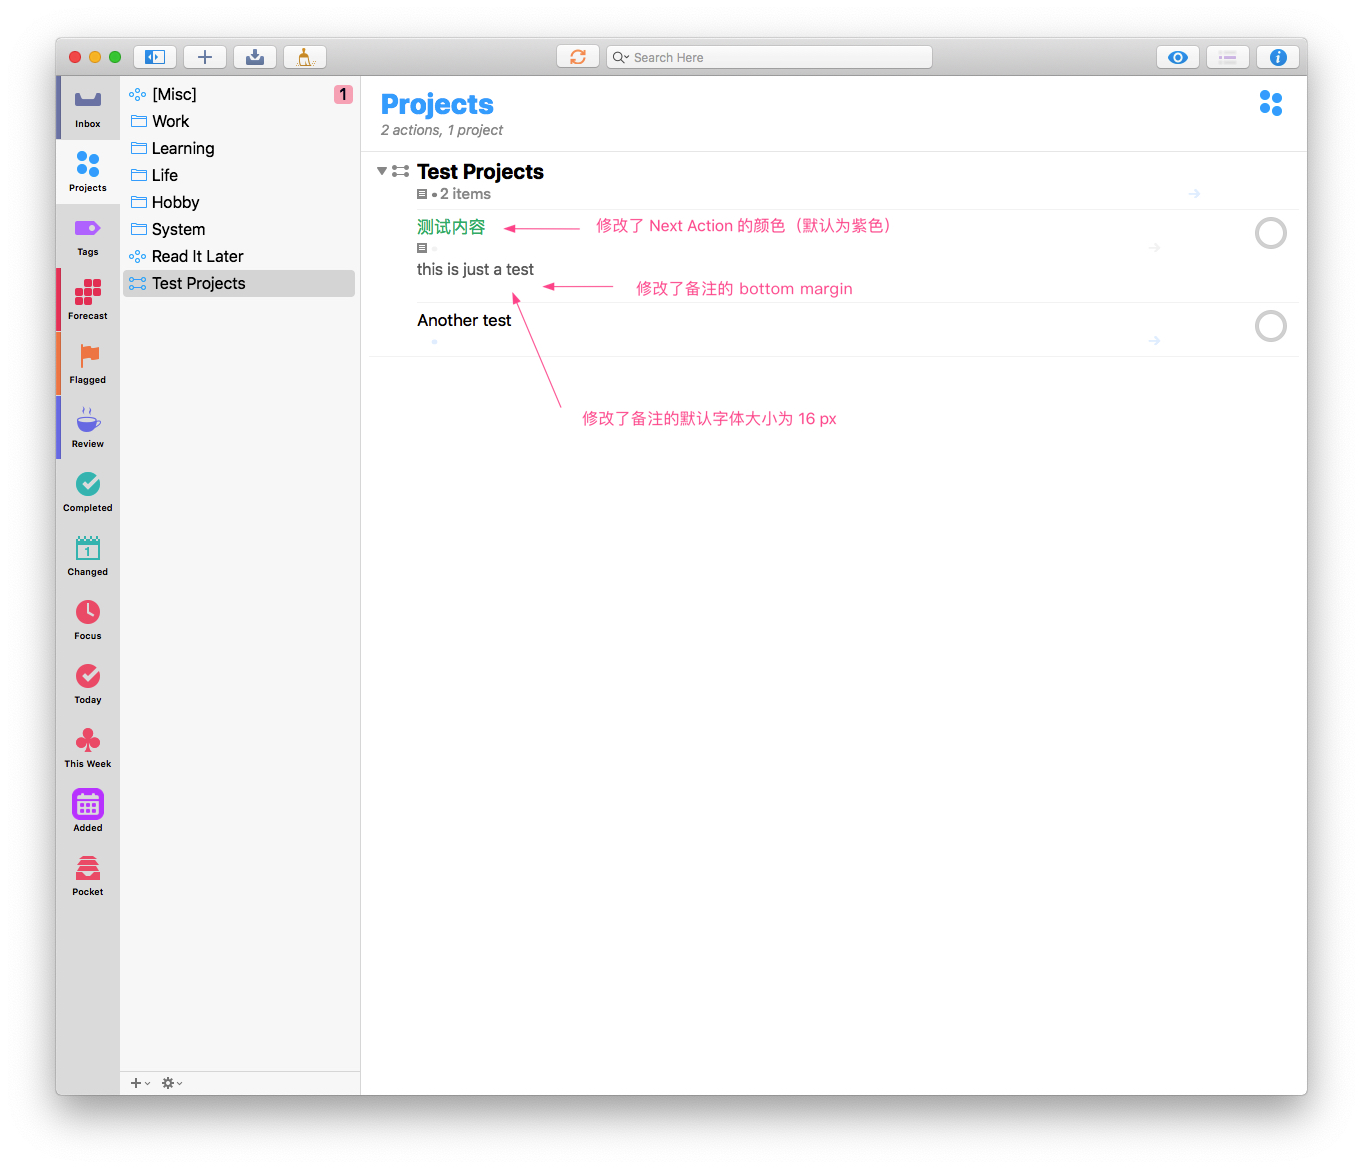 Search Here
Inbox
Projects
Tags
Forecast
Flagged
Review
Completed
1
Changed
Focus
Today
This Week
Added
Pocket
[Misc]
1
Work
Learning
Life
Hobby
System
Read It Later
Test Projects
Projects
2 actions, 1 project
Test Projects
2 items
测试内容
修改了 Next Action 的颜色（默认为紫色）
this is just a test
修改了备注的 bottom margin
Another test
修改了备注的默认字体大小为 16 px